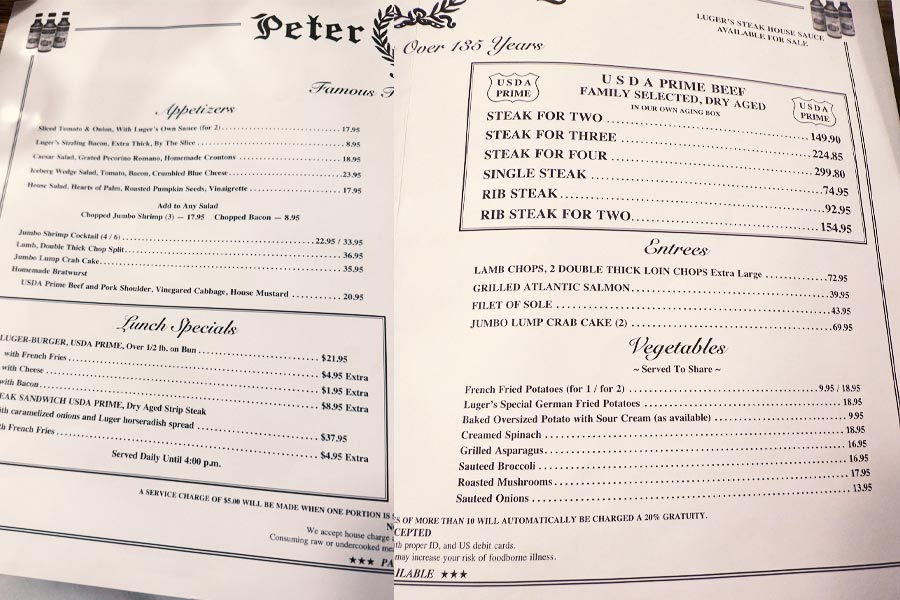 Peter
Famous
Appetizers
Sliced Tomato & Onion, With Luger's Own Sauce (for 2) 17.95
Luger's Sizzling Bacon, Extra Thick, By The Slice 8.95
Caesar Salad, Grated Pecorino Romano, Homemade Croutons 18.95
Iceberg Wedge Salad, Tomato, Bacon, Crumbled Blue Cheese 23.95
House Salad, Hearts of Palm, Roasted Pumpkin Seeds, Vinaigrette 17.95
Add to Any Salad
Chopped Jumbo Shrimp (3) — 17.95 Chopped Bacon — 8.95
Jumbo Shrimp Cocktail (4 / 6) 22.95 / 33.95
Lamb, Double Thick Chop Split 36.95
Jumbo Lump Crab Cake 35.95
Homemade Bratwurst
USDA Prime Beef and Pork Shoulder, Vinegared Cabbage, House Mustard 20.95
Lunch Specials
LUGER-BURGER, USDA PRIME, Over 1/2 lb. on Bun $21.95
with French Fries $4.95 Extra
with Cheese $1.95 Extra
with Bacon $8.95 Extra
EAK SANDWICH USDA PRIME, Dry Aged Strip Steak
ith caramelized onions and Luger horseradish spread $37.95
th French Fries $4.95 Extra
Served Daily Until 4:00 p.m.
A SERVICE CHARGE OF $5.00 WILL BE MADE WHEN ONE PORTION IS
We accept house charge
Consuming raw or undercooked me
★★★ PA
Over 135 Years
LUGER'S STEAK HOUSE SAUCE
AVAILABLE FOR SALE
USDA PRIME
USDA PRIME BEEF
FAMILY SELECTED, DRY AGED
IN OUR OWN AGING BOX
USDA PRIME
STEAK FOR TWO 149.90
STEAK FOR THREE 224.85
STEAK FOR FOUR 299.80
SINGLE STEAK 74.95
RIB STEAK 92.95
RIB STEAK FOR TWO 154.95
Entrees
LAMB CHOPS, 2 DOUBLE THICK LOIN CHOPS Extra Large 72.95
GRILLED ATLANTIC SALMON 39.95
FILET OF SOLE 43.95
JUMBO LUMP CRAB CAKE (2) 69.95
Vegetables
~ Served To Share ~
French Fried Potatoes (for 1 / for 2) 9.95 / 18.95
Luger's Special German Fried Potatoes 18.95
Baked Oversized Potato with Sour Cream (as available) 9.95
Creamed Spinach 18.95
Grilled Asparagus 16.95
Sauteed Broccoli 16.95
Roasted Mushrooms 17.95
Sauteed Onions 13.95
S OF MORE THAN 10 WILL AUTOMATICALLY BE CHARGED A 20% GRATUITY.
CEPTED
ith proper ID, and US debit cards.
may increase your risk of foodborne illness.
ILABLE ★★★